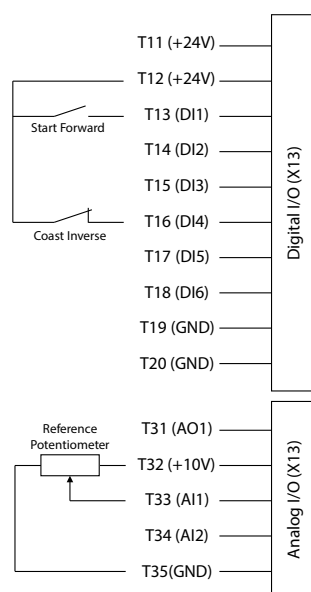 T11 (+24V)
T12 (+24V)
T13 (DI1)
Start Forward
T14 (DI2)
T15 (DI3)
T16 (DI4)
Coast Inverse
T17 (DI5)
T18 (DI6)
T19 (GND)
T20 (GND)
Digital I/O (X13)
T31 (AO1)
Reference
Potentiometer
T32 (+10V)
T33 (AI1)
T34 (AI2)
T35(GND)
Analog I/O (X13)